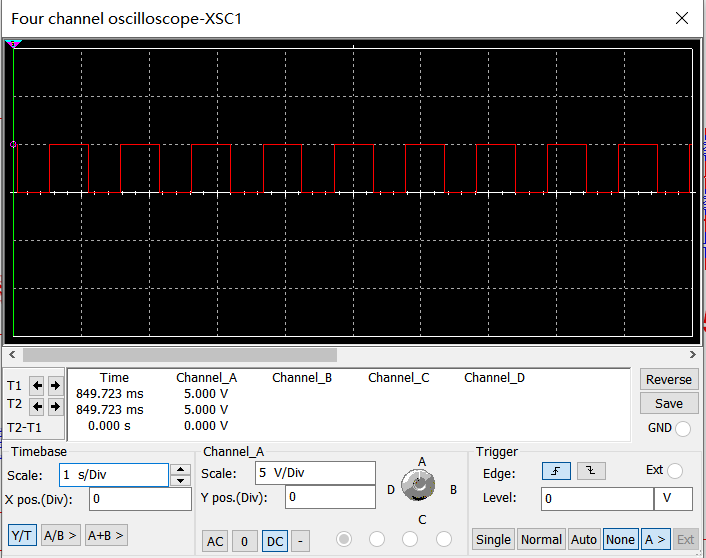 Four channel oscilloscope-XSC1
Time Channel_A Channel_B Channel_C Channel_D
T1 849.723 ms 5.000 V
T2 849.723 ms 5.000 V
T2-T1 0.000 s 0.000 V
Reverse
Save
GND
Timebase
Scale: 1 s/Div
X pos.(Div): 0
Y/T A/B > A+B >
Channel_A
Scale: 5 V/Div
Y pos.(Div): 0
AC 0 DC -
A
D B
C
Trigger
Edge: Ext
Level: 0 V
Single Normal Auto None A > Ext